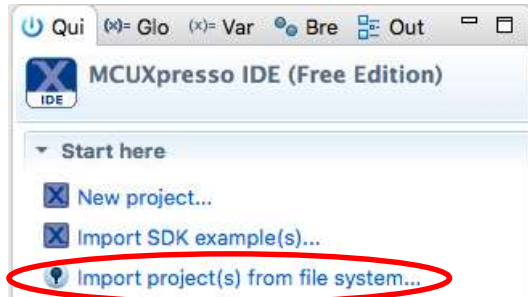 Qui (x)= Glo (x)= Var Bre Out
MCUXpresso IDE (Free Edition)
IDE
Start here
New project...
Import SDK example(s)...
Import project(s) from file system...